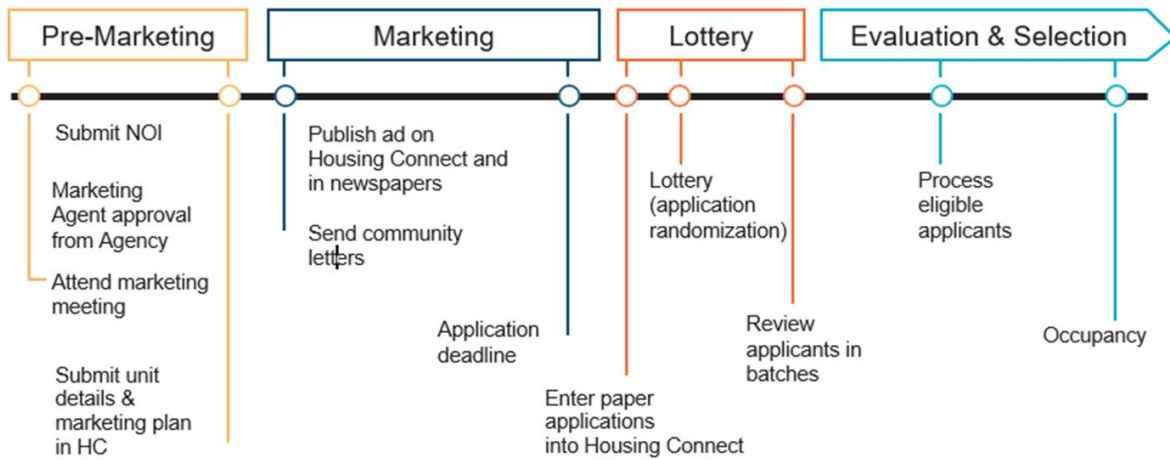 Pre-Marketing
Marketing
Lottery
Evaluation & Selection
Submit NOI
Marketing
Agent approval
from Agency
Attend marketing
meeting
Submit unit
details &
marketing plan
in HC
Publish ad on
Housing Connect and
in newspapers
Send community
letters
Application
deadline
Enter paper
applications
into Housing Connect
Lottery
(application
randomization)
Review
applicants in
batches
Process
eligible
applicants
Occupancy